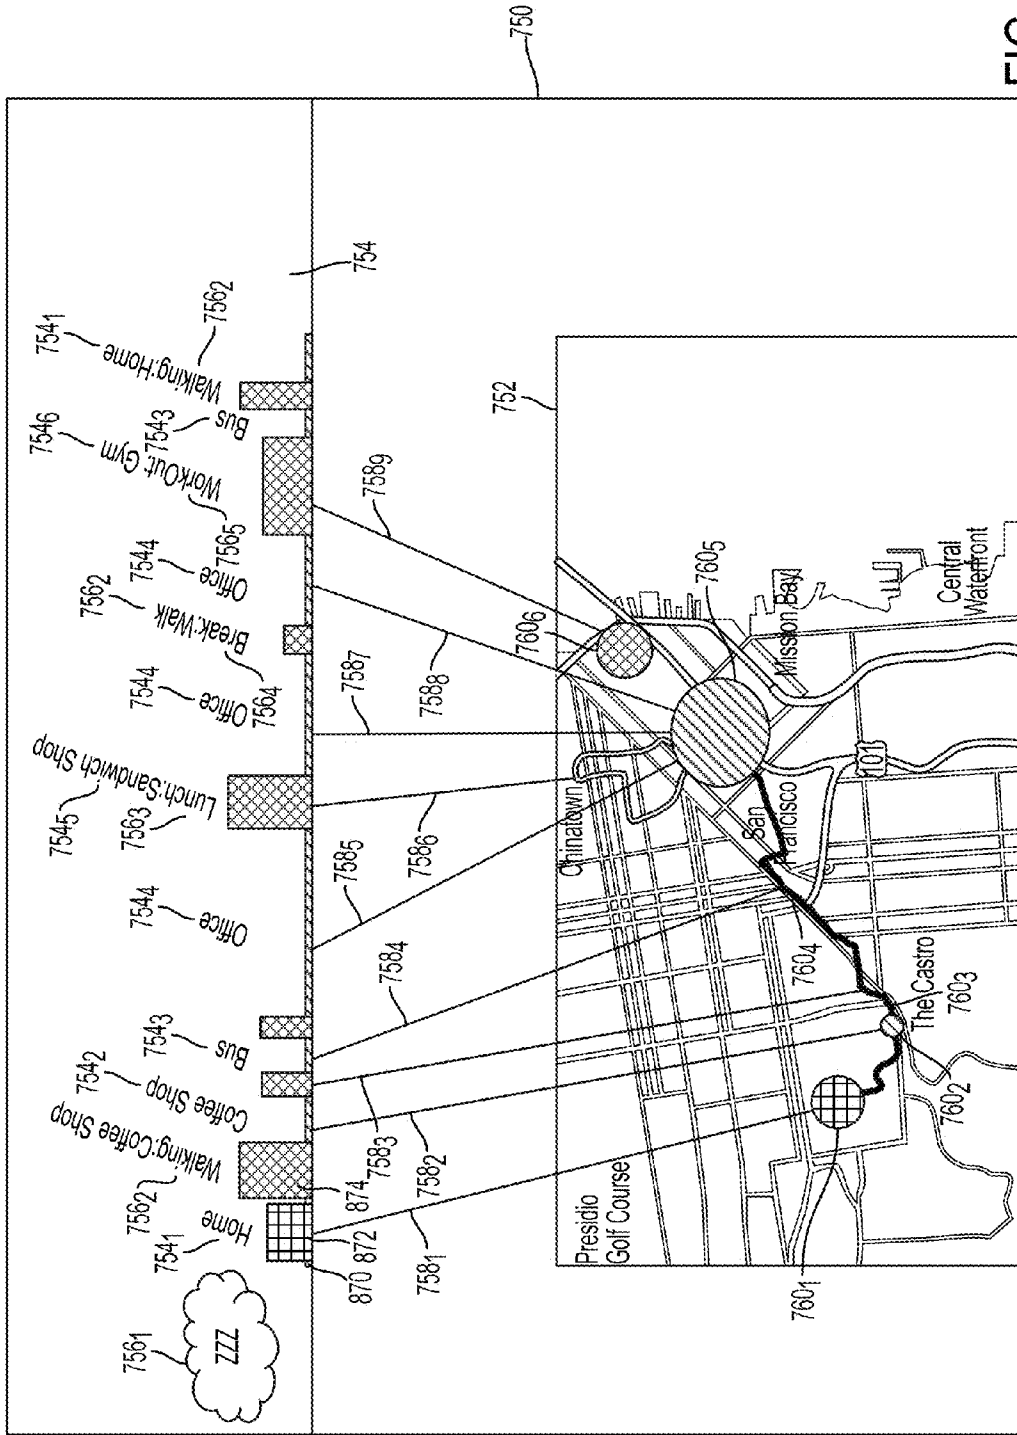 750
FIG
754₁
Walking:Home
756₂
754
Bus
754₃
754₆
WorkOut: Gym
756₅
Office
754₄
756₂
Break:Walk
756₄
Office
754₄
Lunch:Sandwich Shop
754₅
756₃
Office
754₄
Bus
754₃
754₂
Coffee Shop
Walking:Coffee Shop
756₂
Home
754₁
756₁
ZZZ
870
872
874
758₁
758₂
758₃
758₄
758₅
758₆
758₇
758₈
758₉
752
760₆
760₅
Mission Bay
Central
Waterfront
Chinatown
San
Francisco
101
760₄
The Castro
760₃
760₂
760₁
Presidio
Golf Course